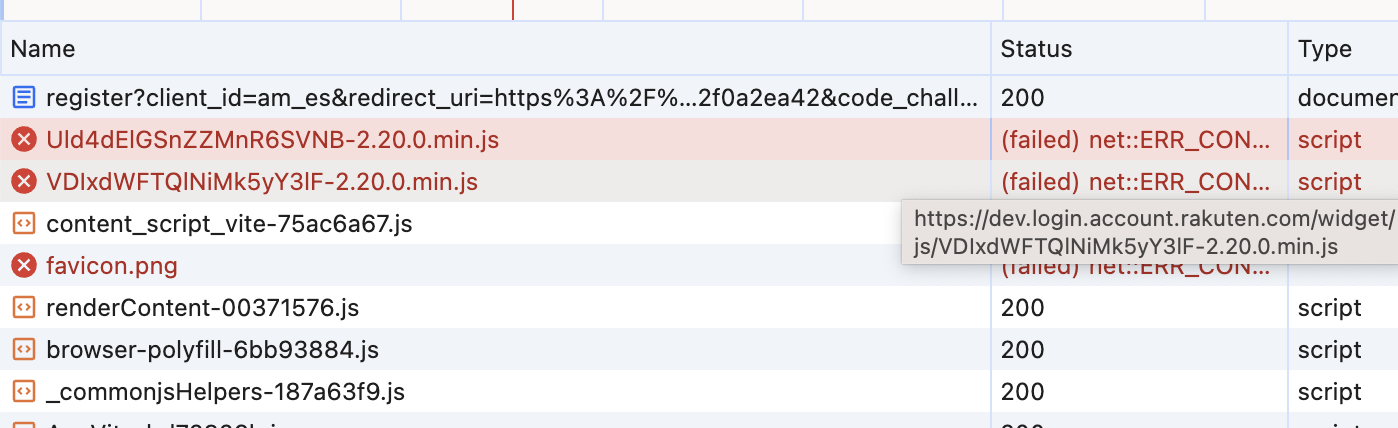 Name Status Type
register?client_id=am_es&redirect_uri=https%3A%2F%...2f0a2ea42&code_chall... 200 documen
Uld4dElGSnZZMnR6SVNB-2.20.0.min.js (failed) net::ERR_CON... script
VDIxdWFTQlNiMk5yY3lF-2.20.0.min.js (failed) net::ERR_CON... script
content_script_vite-75ac6a67.js
https://dev.login.account.rakuten.com/widget/
js/VDIxdWFTQlNiMk5yY3lF-2.20.0.min.js
favicon.png (failed) net::ERR_CON...
renderContent-00371576.js 200 script
browser-polyfill-6bb93884.js 200 script
_commonjsHelpers-187a63f9.js 200 script